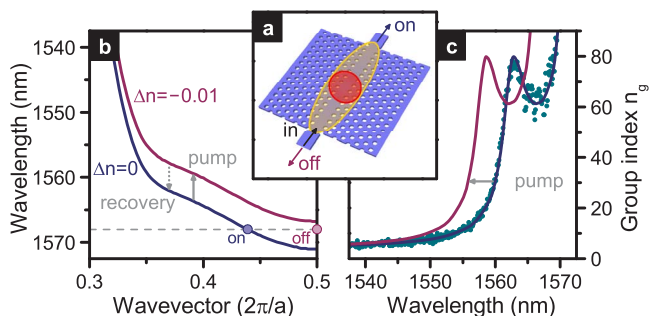 b
Wavelength (nm)
1540
1550
1560
1570
Δn=−0.01
Δn=0
pump
recovery
on
off
0.3
0.4
0.5
Wavevector (2π/a)
a
on
in
off
c
pump
80
60
40
20
0
Group index ng
1540
1550
1560
1570
Wavelength (nm)